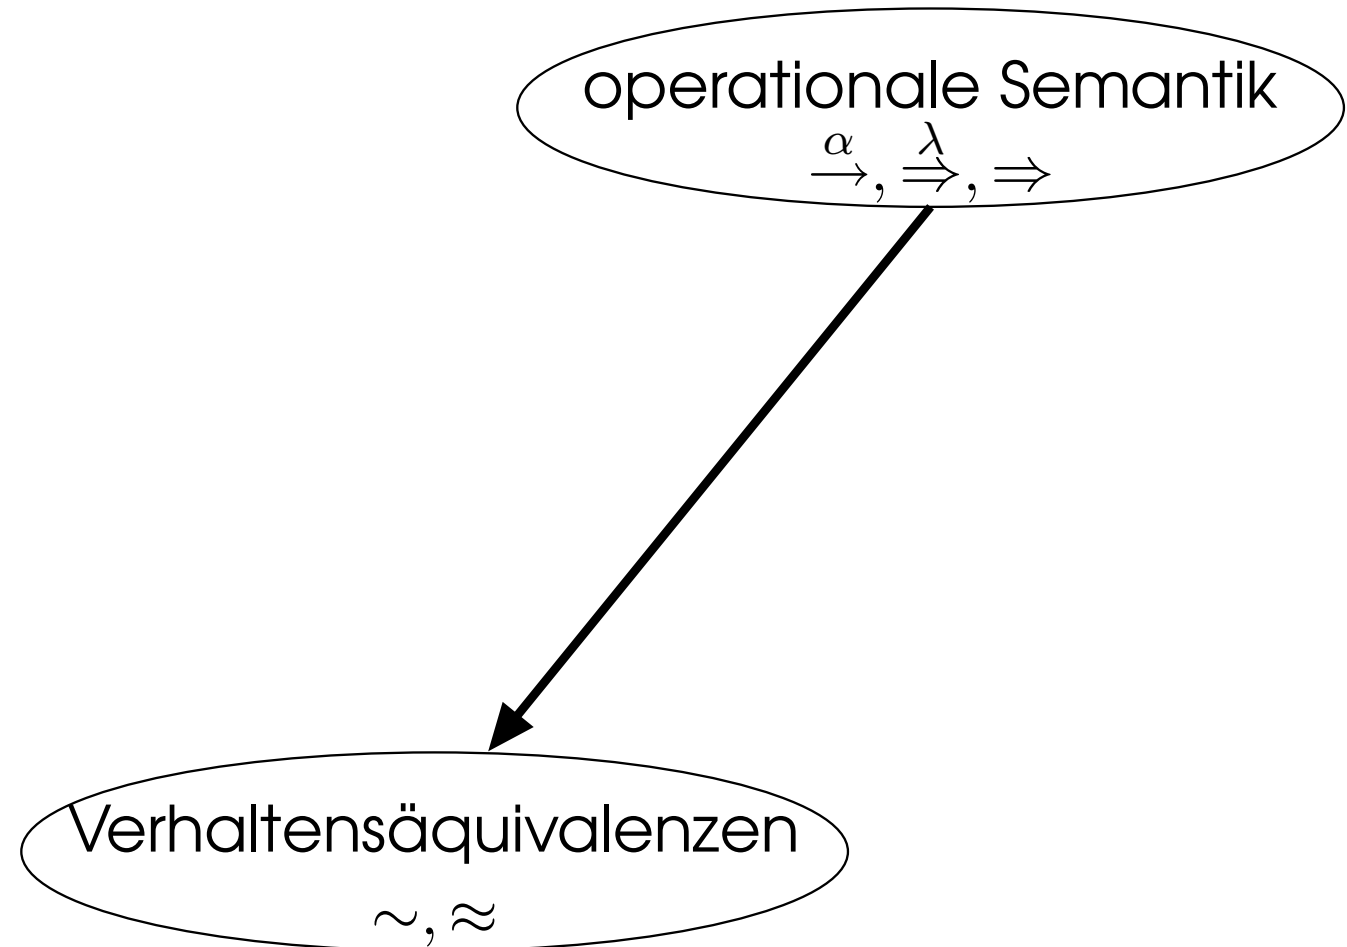 operationale Semantik
α→, λ⇒, ⇒
Verhaltensäquivalenzen
∼, ≈